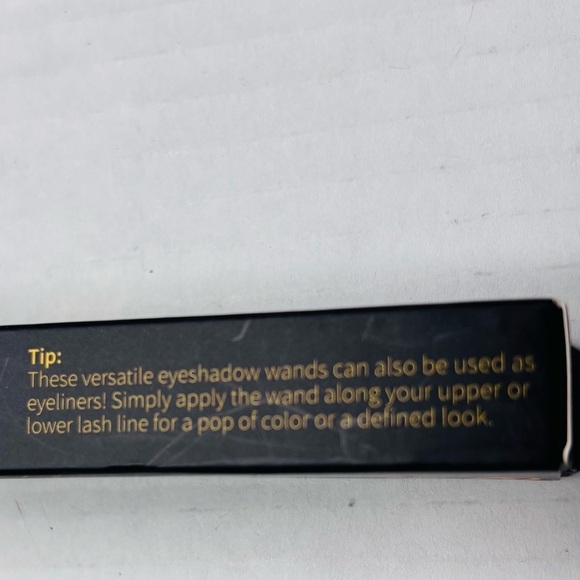 Tip:
These versatile eyeshadow wands can also be used as
eyeliners! Simply apply the wand along your upper or
lower lash line for a pop of color or a defined look.